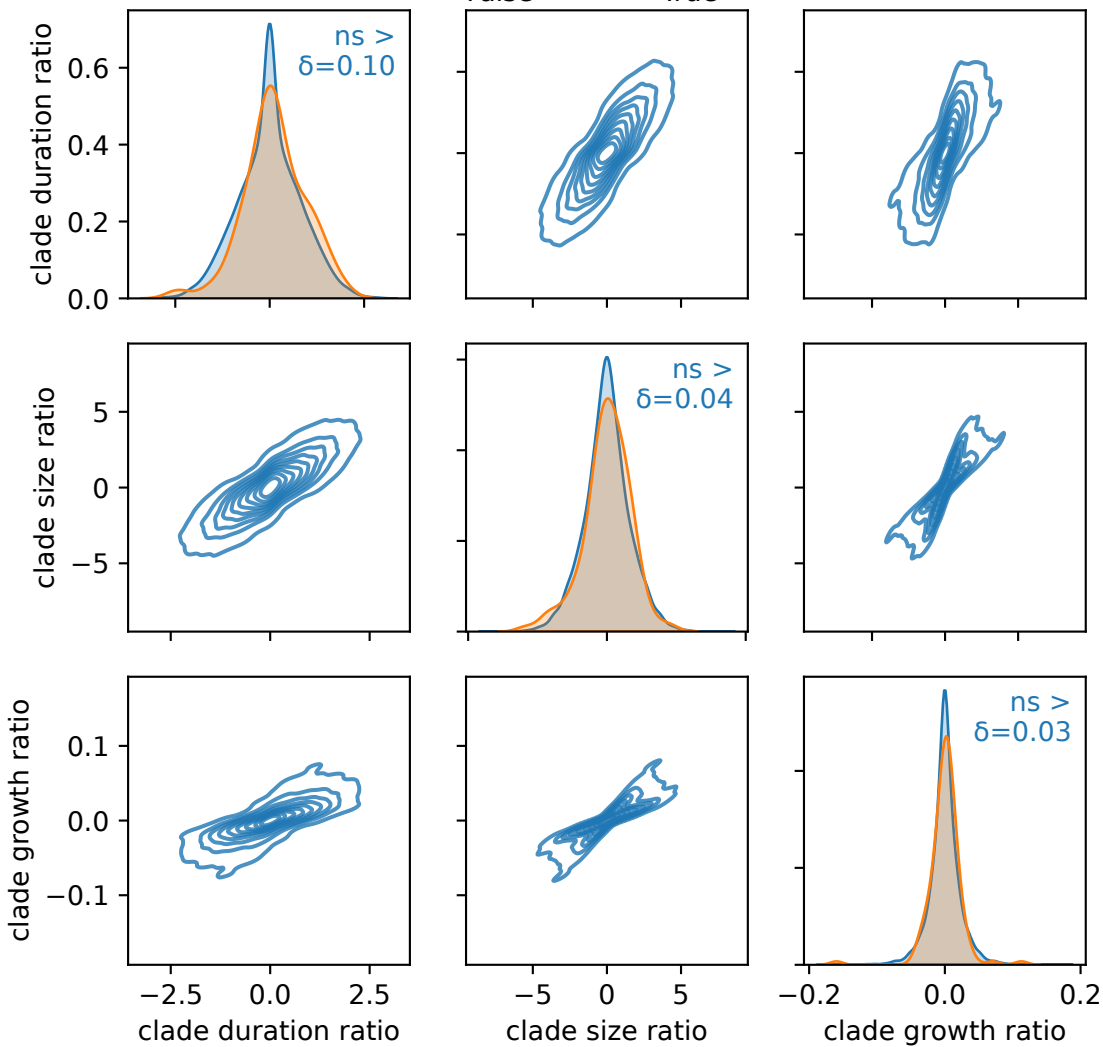 clade duration ratio
0.6
0.4
0.2
0.0
ns >
δ=0.10
clade size ratio
5
0
−5
ns >
δ=0.04
clade growth ratio
0.1
0.0
−0.1
ns >
δ=0.03
−2.5 0.0 2.5
−5 0 5
−0.2 0.0 0.2
clade duration ratio
clade size ratio
clade growth ratio